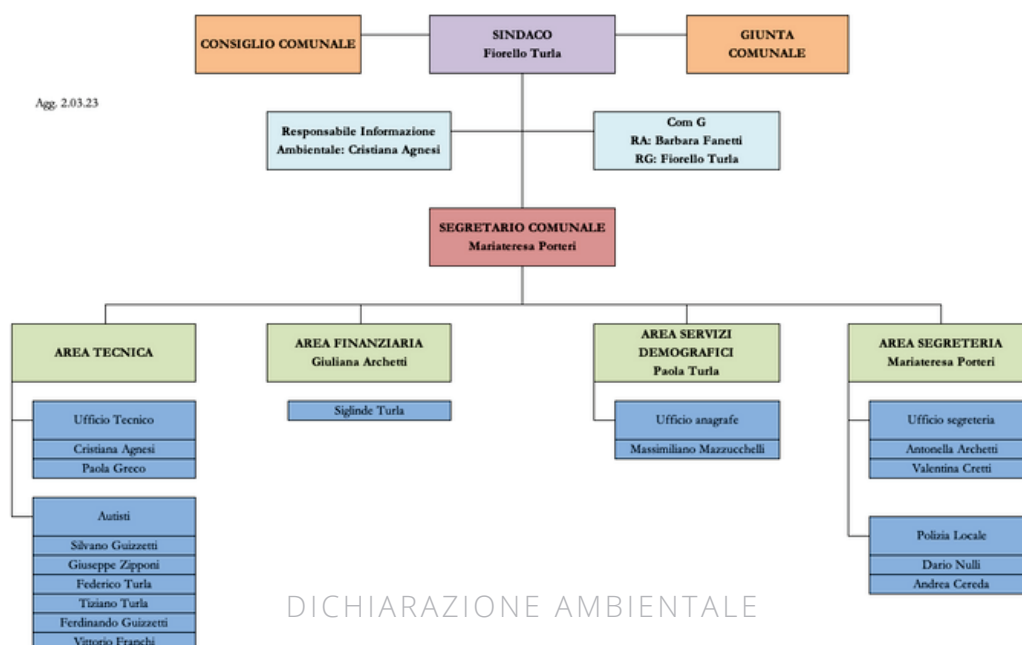 CONSIGLIO COMUNALE
SINDACO
Fiorello Turla
GIUNTA
COMUNALE
Agg. 2.03.23
Responsabile Informazione
Ambientale: Cristiana Agnesi
Com G
RA: Barbara Fanetti
RG: Fiorello Turla
SEGRETARIO COMUNALE
Mariateresa Porteri
AREA TECNICA
AREA FINANZIARIA
Giuliana Archetti
AREA SERVIZI
DEMOGRAFICI
Paola Turla
AREA SEGRETERIA
Mariateresa Porteri
Ufficio Tecnico
Cristiana Agnesi
Paola Greco
Siglinde Turla
Ufficio anagrafe
Massimiliano Mazzucchelli
Ufficio segreteria
Antonella Archetti
Valentina Cretti
Autisti
Silvano Guizzetti
Giuseppe Zipponi
Federico Turla
Tiziano Turla
Ferdinando Guizzetti
Vittorio Franchi
Polizia Locale
Dario Nulli
Andrea Cereda
DICHIARAZIONE AMBIENTALE